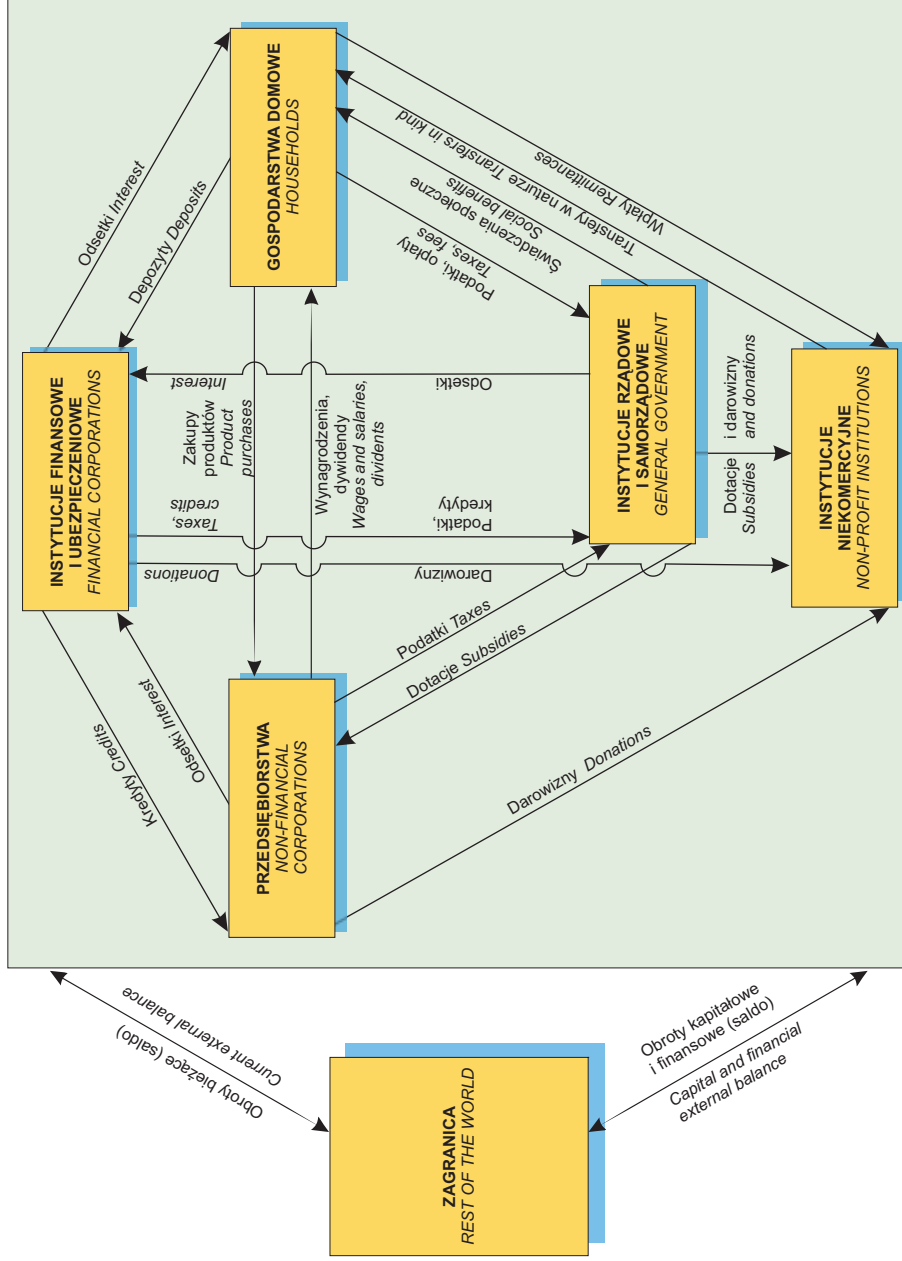 INSTYTUCJE FINANSOWE
I UBEZPIECZENIOWE
FINANCIAL CORPORATIONS
GOSPODARSTWA DOMOWE
HOUSEHOLDS
PRZEDSIĘBIORSTWA
NON-FINANCIAL
CORPORATIONS
INSTYTUCJE RZĄDOWE
I SAMORZĄDOWE
GENERAL GOVERNMENT
INSTYTUCJE
NIEKOMERCYJNE
NON-PROFIT INSTITUTIONS
ZAGRANICA
REST OF THE WORLD
Odsetki Interest
Depozyty Deposits
Kredyty Credits
Odsetki Interest
Zakupy
produktów
Product
purchases
Wynagrodzenia,
dywidendy
Wages and salaries,
dividents
Interest
Odsetki
Taxes,
credits
Podatki,
kredyty
Donations
Darowizny
Podatki, opłaty
Taxes, fees
Świadczenia społeczne
Social benefits
Transfery w naturze Transfers in kind
Wpłaty Remittances
Podatki Taxes
Dotacje Subsidies
Darowizny Donations
Dotacje i darowizny
Subsidies and donations
Obroty bieżące (saldo)
Current external balance
Obroty kapitałowe
i finansowe (saldo)
Capital and financial
external balance